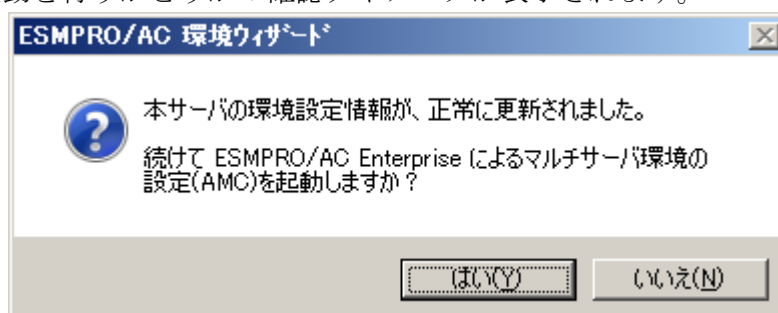 ESMPRO/AC 環境ウィザード
本サーバの環境設定情報が、正常に更新されました。
続けて ESMPRO/AC Enterprise によるマルチサーバ環境の
設定(AMC)を起動しますか？
はい(Y)
いいえ(N)